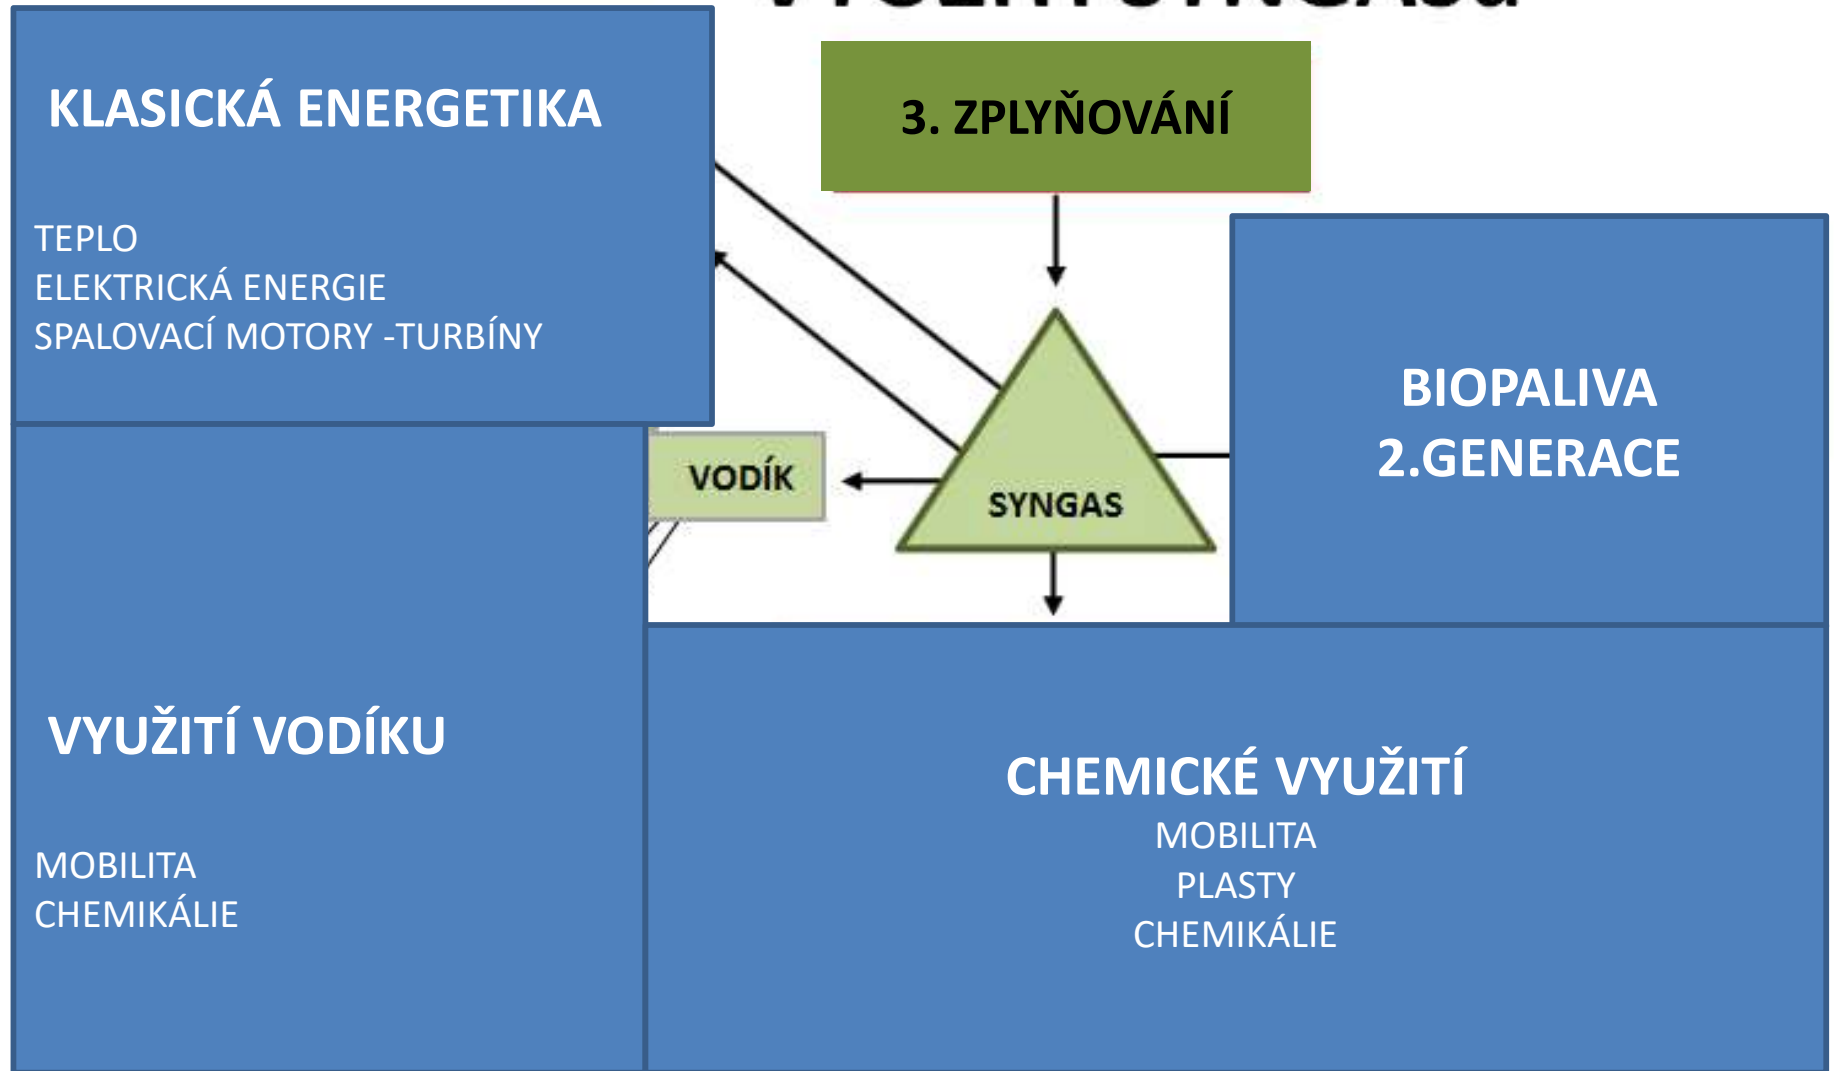 KLASICKÁ ENERGETIKA
TEPLO
ELEKTRICKÁ ENERGIE
SPALOVACÍ MOTORY -TURBÍNY
3. ZPLYŇOVÁNÍ
VODÍK
SYNGAS
BIOPALIVA
2.GENERACE
VYUŽITÍ VODÍKU
MOBILITA
CHEMIKÁLIE
CHEMICKÉ VYUŽITÍ
MOBILITA
PLASTY
CHEMIKÁLIE